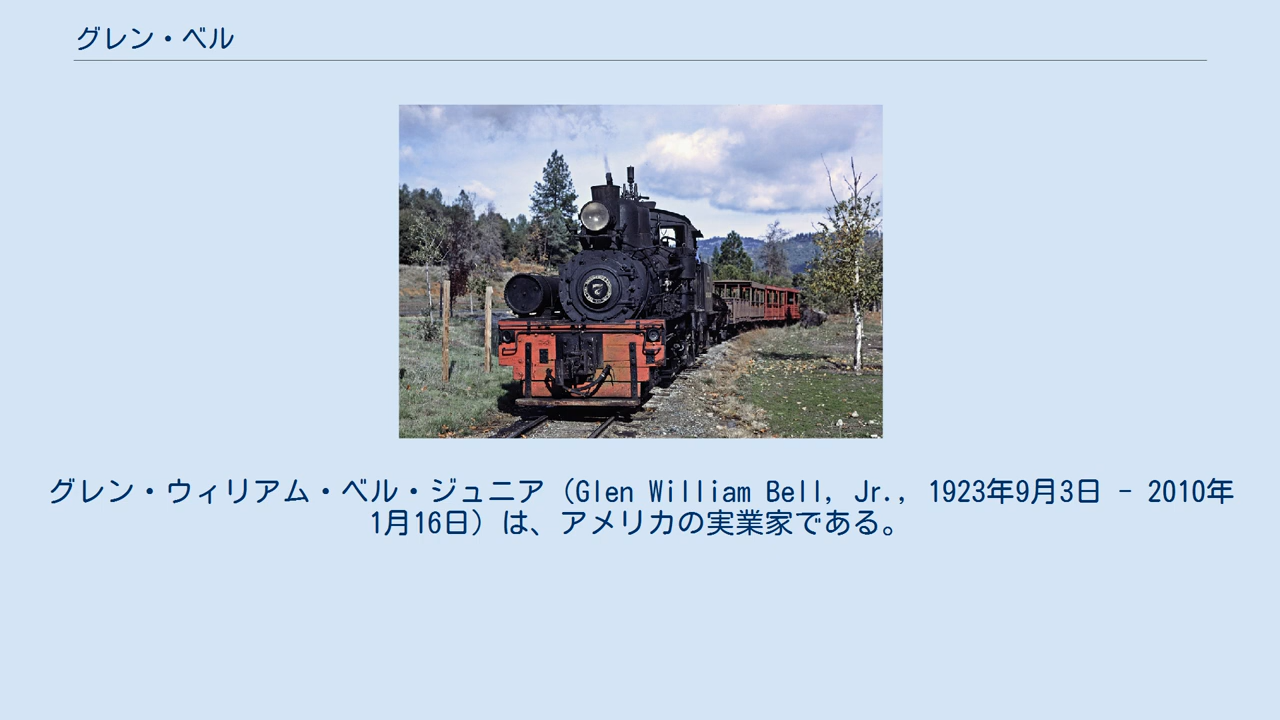 グレン・ベル
7
グレン・ウィリアム・ベル・ジュニア（Glen William Bell, Jr., 1923年9月3日 - 2010年
1月16日）は、アメリカの実業家である。